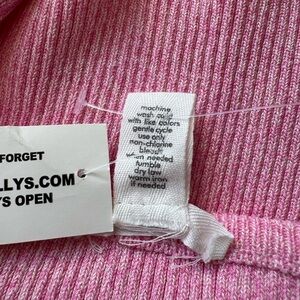 machine
wash cold
with like colors
gentle cycle
use only
non-chlorine
bleach
when needed
tumble
dry low
warm iron
if needed
FORGET
LLYS.COM
YS OPEN